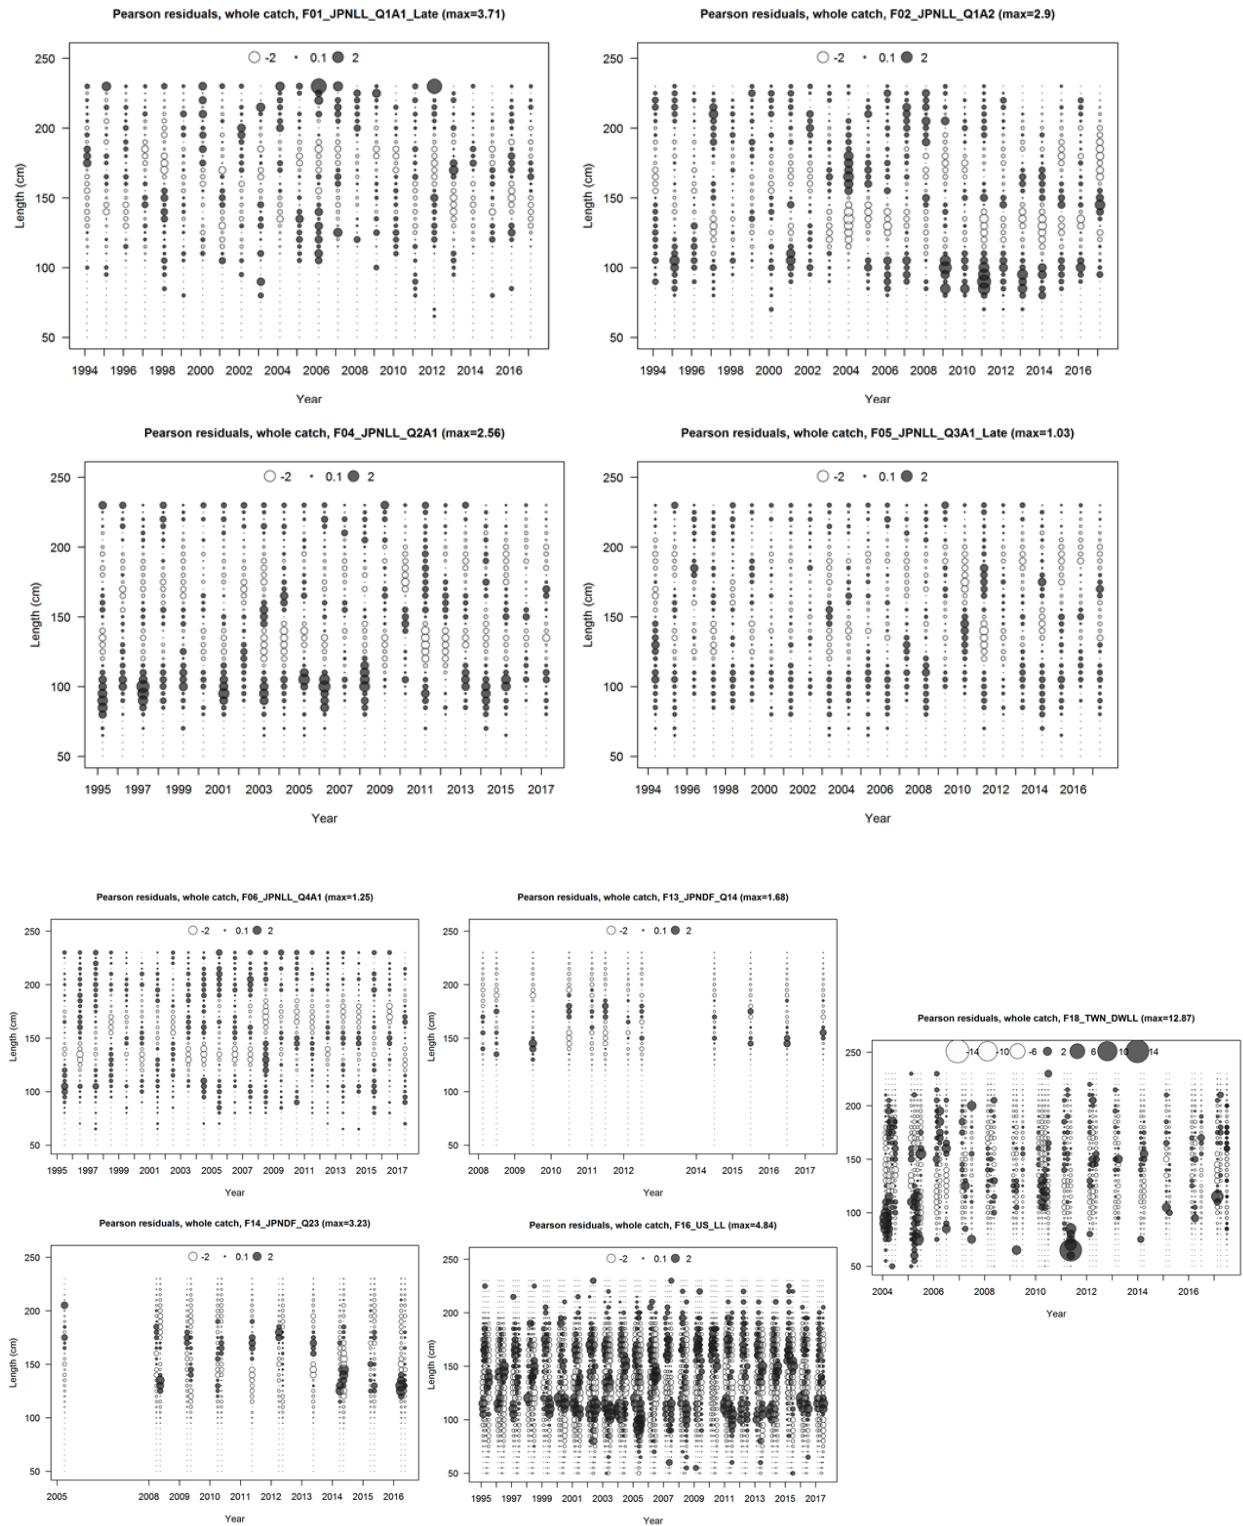 Pearson residuals, whole catch, F01_JPNLL_Q1A1_Late (max=3.71)
-2 0.1 2
250
200
150
100
50
Length (cm)
1994 1996 1998 2000 2002 2004 2006 2008 2010 2012 2014 2016
Year
Pearson residuals, whole catch, F02_JPNLL_Q1A2 (max=2.9)
-2 0.1 2
250
200
150
100
50
Length (cm)
1994 1996 1998 2000 2002 2004 2006 2008 2010 2012 2014 2016
Year
Pearson residuals, whole catch, F04_JPNLL_Q2A1 (max=2.56)
-2 0.1 2
250
200
150
100
50
Length (cm)
1995 1997 1999 2001 2003 2005 2007 2009 2011 2013 2015 2017
Year
Pearson residuals, whole catch, F05_JPNLL_Q3A1_Late (max=1.03)
-2 0.1 2
250
200
150
100
50
Length (cm)
1994 1996 1998 2000 2002 2004 2006 2008 2010 2012 2014 2016
Year
Pearson residuals, whole catch, F06_JPNLL_Q4A1 (max=1.25)
-2 0.1 2
250
200
150
100
50
Length (cm)
1995 1997 1999 2001 2003 2005 2007 2009 2011 2013 2015 2017
Year
Pearson residuals, whole catch, F13_JPNDF_Q14 (max=1.68)
-2 0.1 2
250
200
150
100
50
Length (cm)
2008 2009 2010 2011 2012 2014 2015 2016 2017
Year
Pearson residuals, whole catch, F18_TWN_DWLL (max=12.87)
-14 -10 -6 2 6 10 14
250
200
150
100
50
Length (cm)
2004 2006 2008 2010 2012 2014 2016
Year
Pearson residuals, whole catch, F14_JPNDF_Q23 (max=3.23)
-2 0.1 2
250
200
150
100
50
Length (cm)
2005 2008 2009 2010 2011 2012 2013 2014 2015 2016
Year
Pearson residuals, whole catch, F16_US_LL (max=4.84)
-2 0.1 2
250
200
150
100
50
Length (cm)
1995 1997 1999 2001 2003 2005 2007 2009 2011 2013 2015 2017
Year